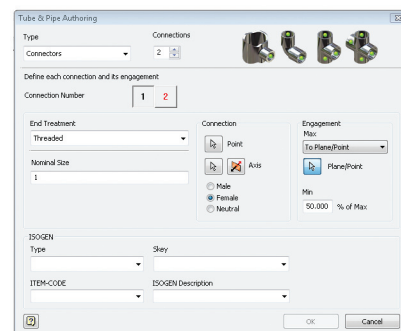 Tube & Pipe Authoring
Type
Connections
Connectors
2
Define each connection and its engagement
Connection Number
1 2
End Treatment
Connection
Engagement
Threaded
Point
Max
To Plane/Point
Nominal Size
Axis
Plane/Point
1
Male
Female
Neutral
Min
50.000 % of Max
ISOGEN
Type
Skey
ITEM-CODE
ISOGEN Description
OK
Cancel